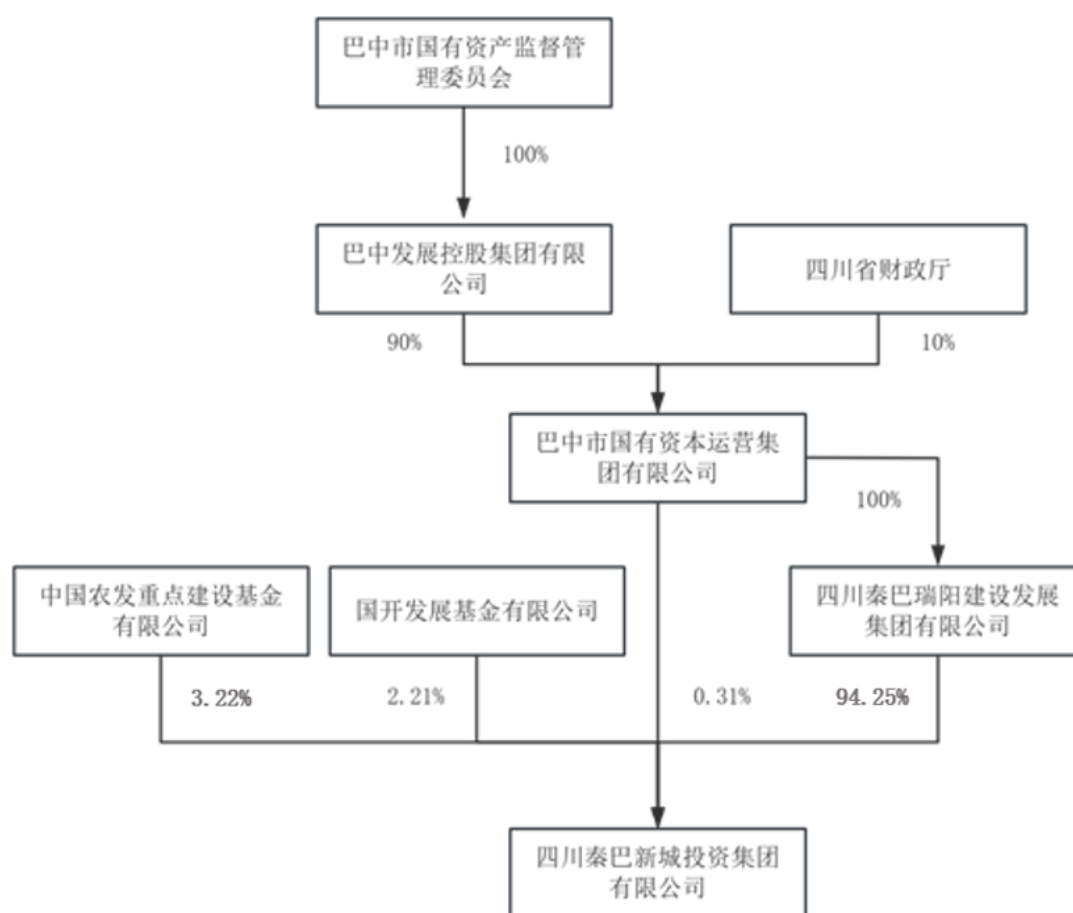 巴中市国有资产监督管
理委员会
100%
巴中发展控股集团有限
公司
四川省财政厅
90%
10%
巴中市国有资本运营集
团有限公司
100%
中国农发重点建设基金
有限公司
国开发展基金有限公司
四川秦巴瑞阳建设发展
集团有限公司
3.22%
2.21%
0.31%
94.25%
四川秦巴新城投资集团
有限公司